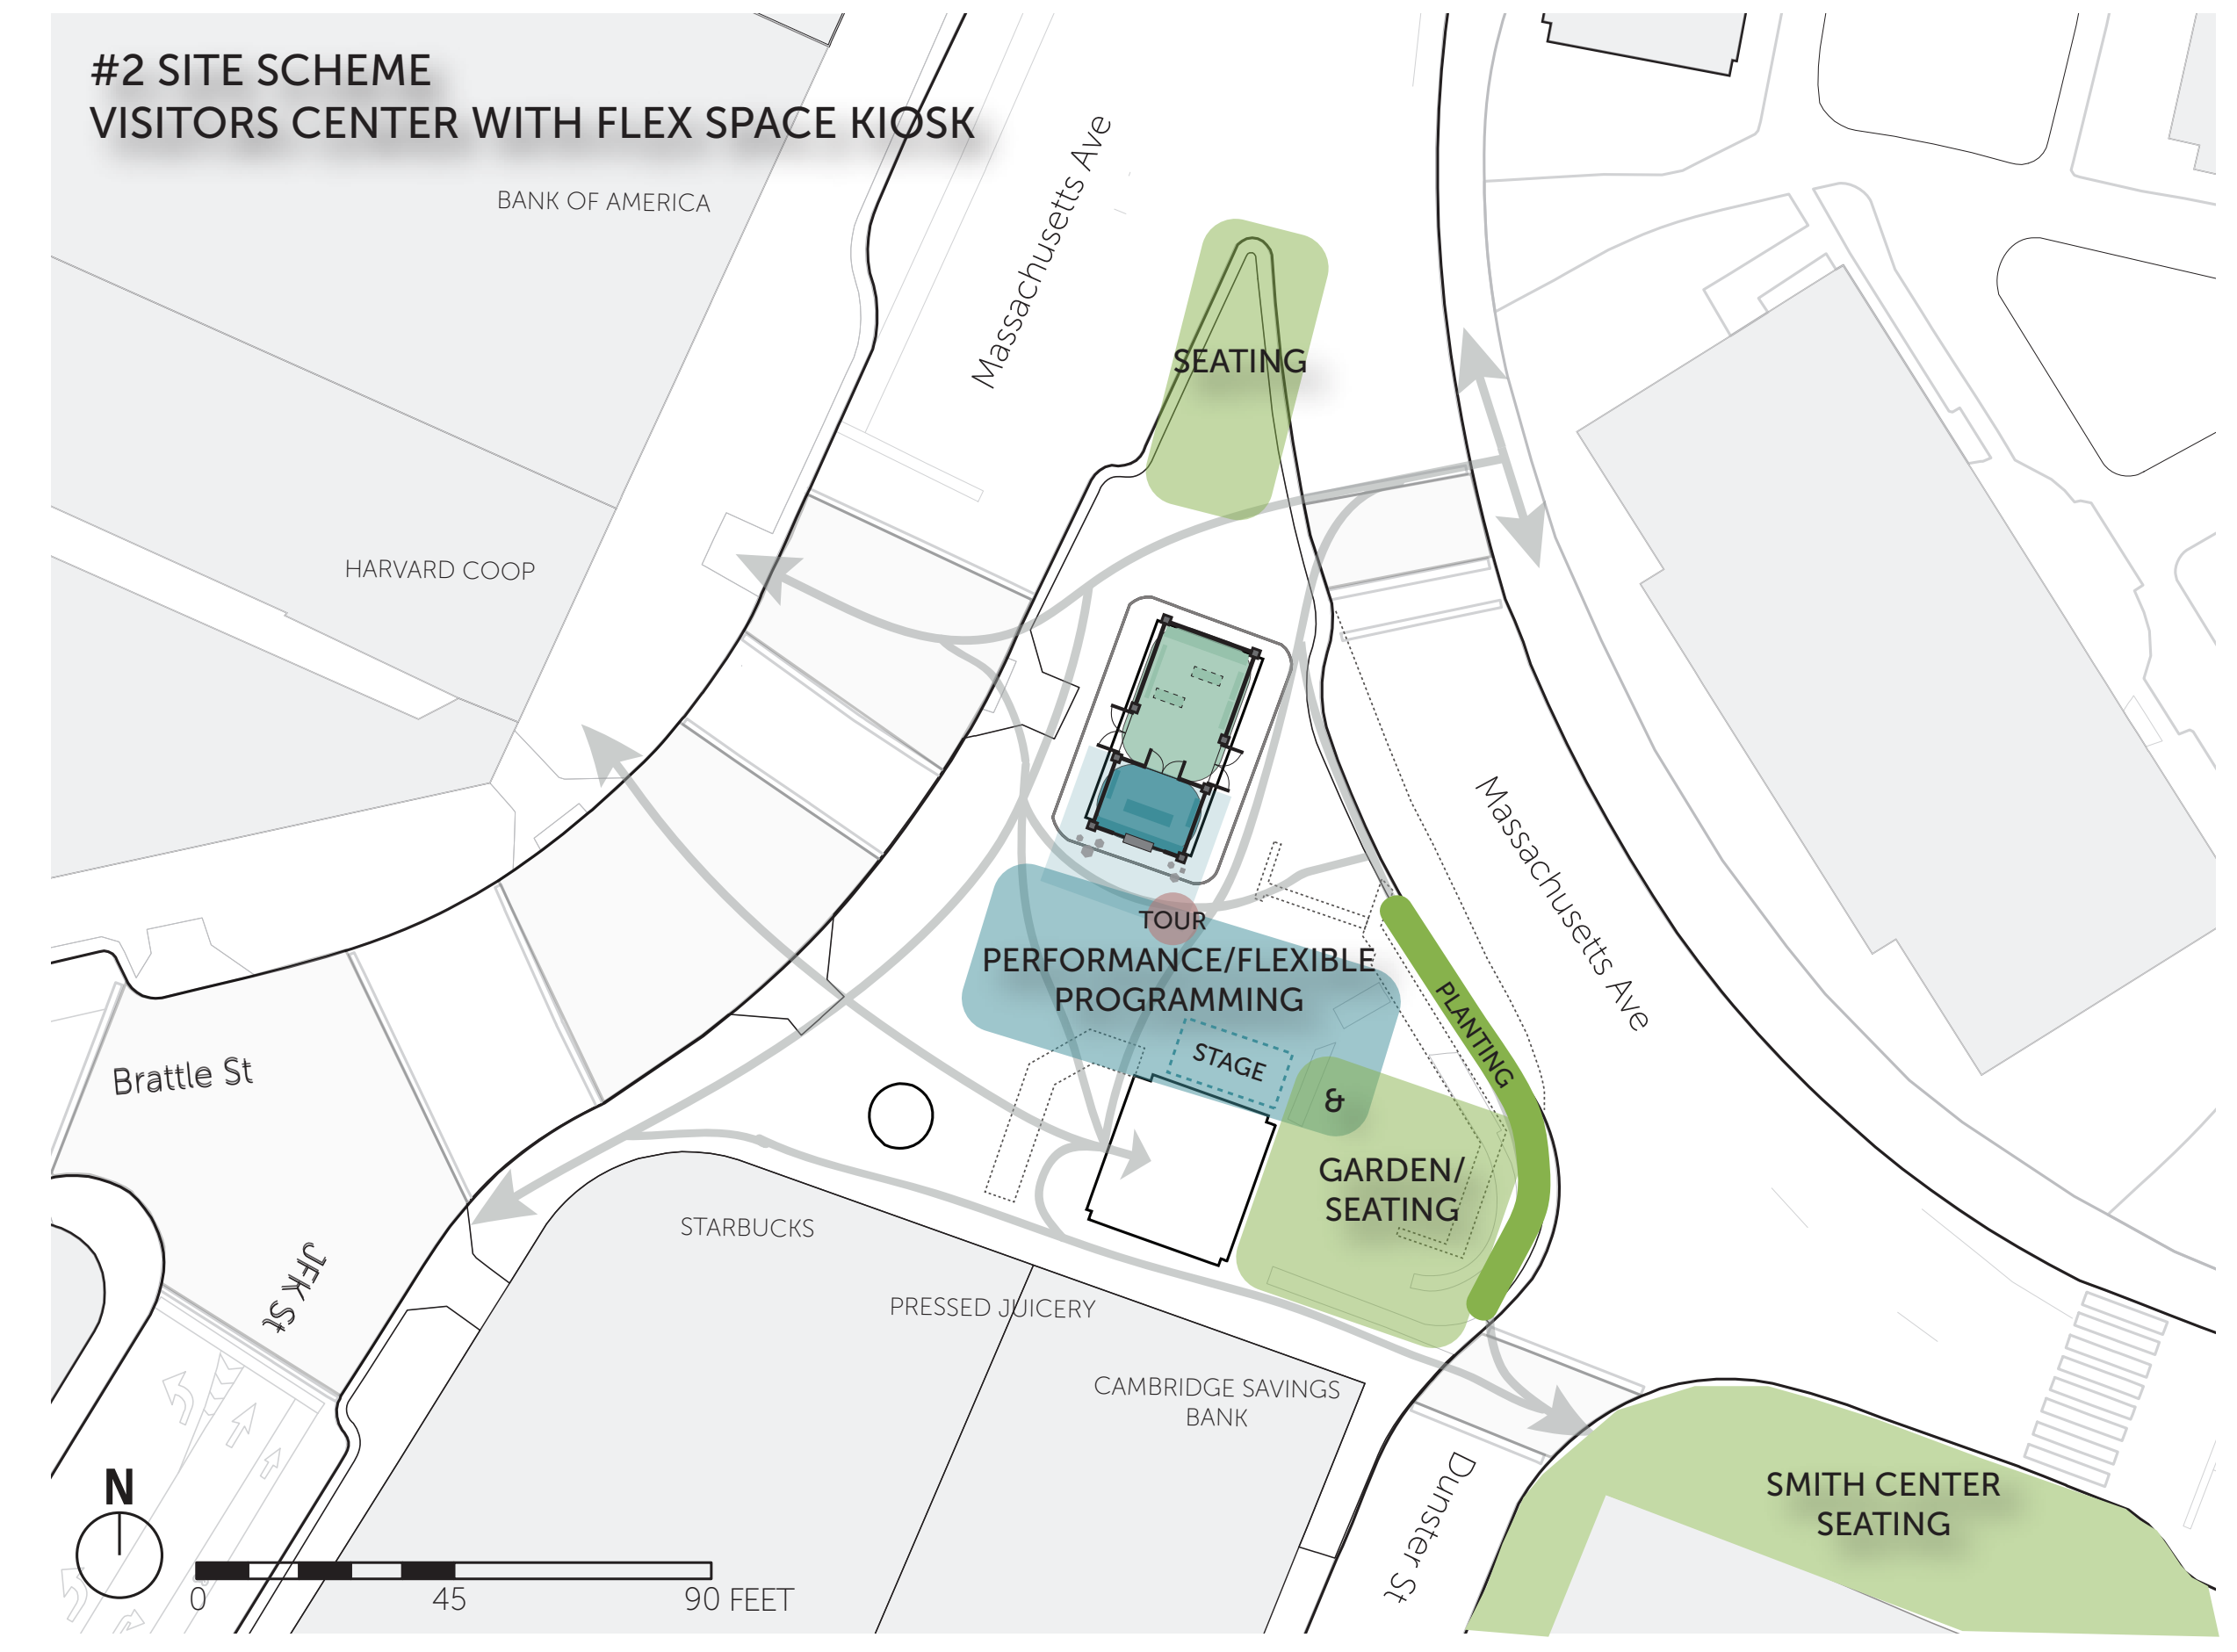 #2 SITE SCHEME
VISITORS CENTER WITH FLEX SPACE KIOSK
BANK OF AMERICA
Massachusetts Ave
SEATING
HARVARD COOP
Massachusetts Ave
TOUR
PERFORMANCE/FLEXIBLE
PROGRAMMING
PLANTING
STAGE
&
Brattle St
GARDEN/
SEATING
STARBUCKS
JFK St
PRESSED JUICERY
CAMBRIDGE SAVINGS
BANK
Dunster St
SMITH CENTER
SEATING
N
0 45 90 FEET